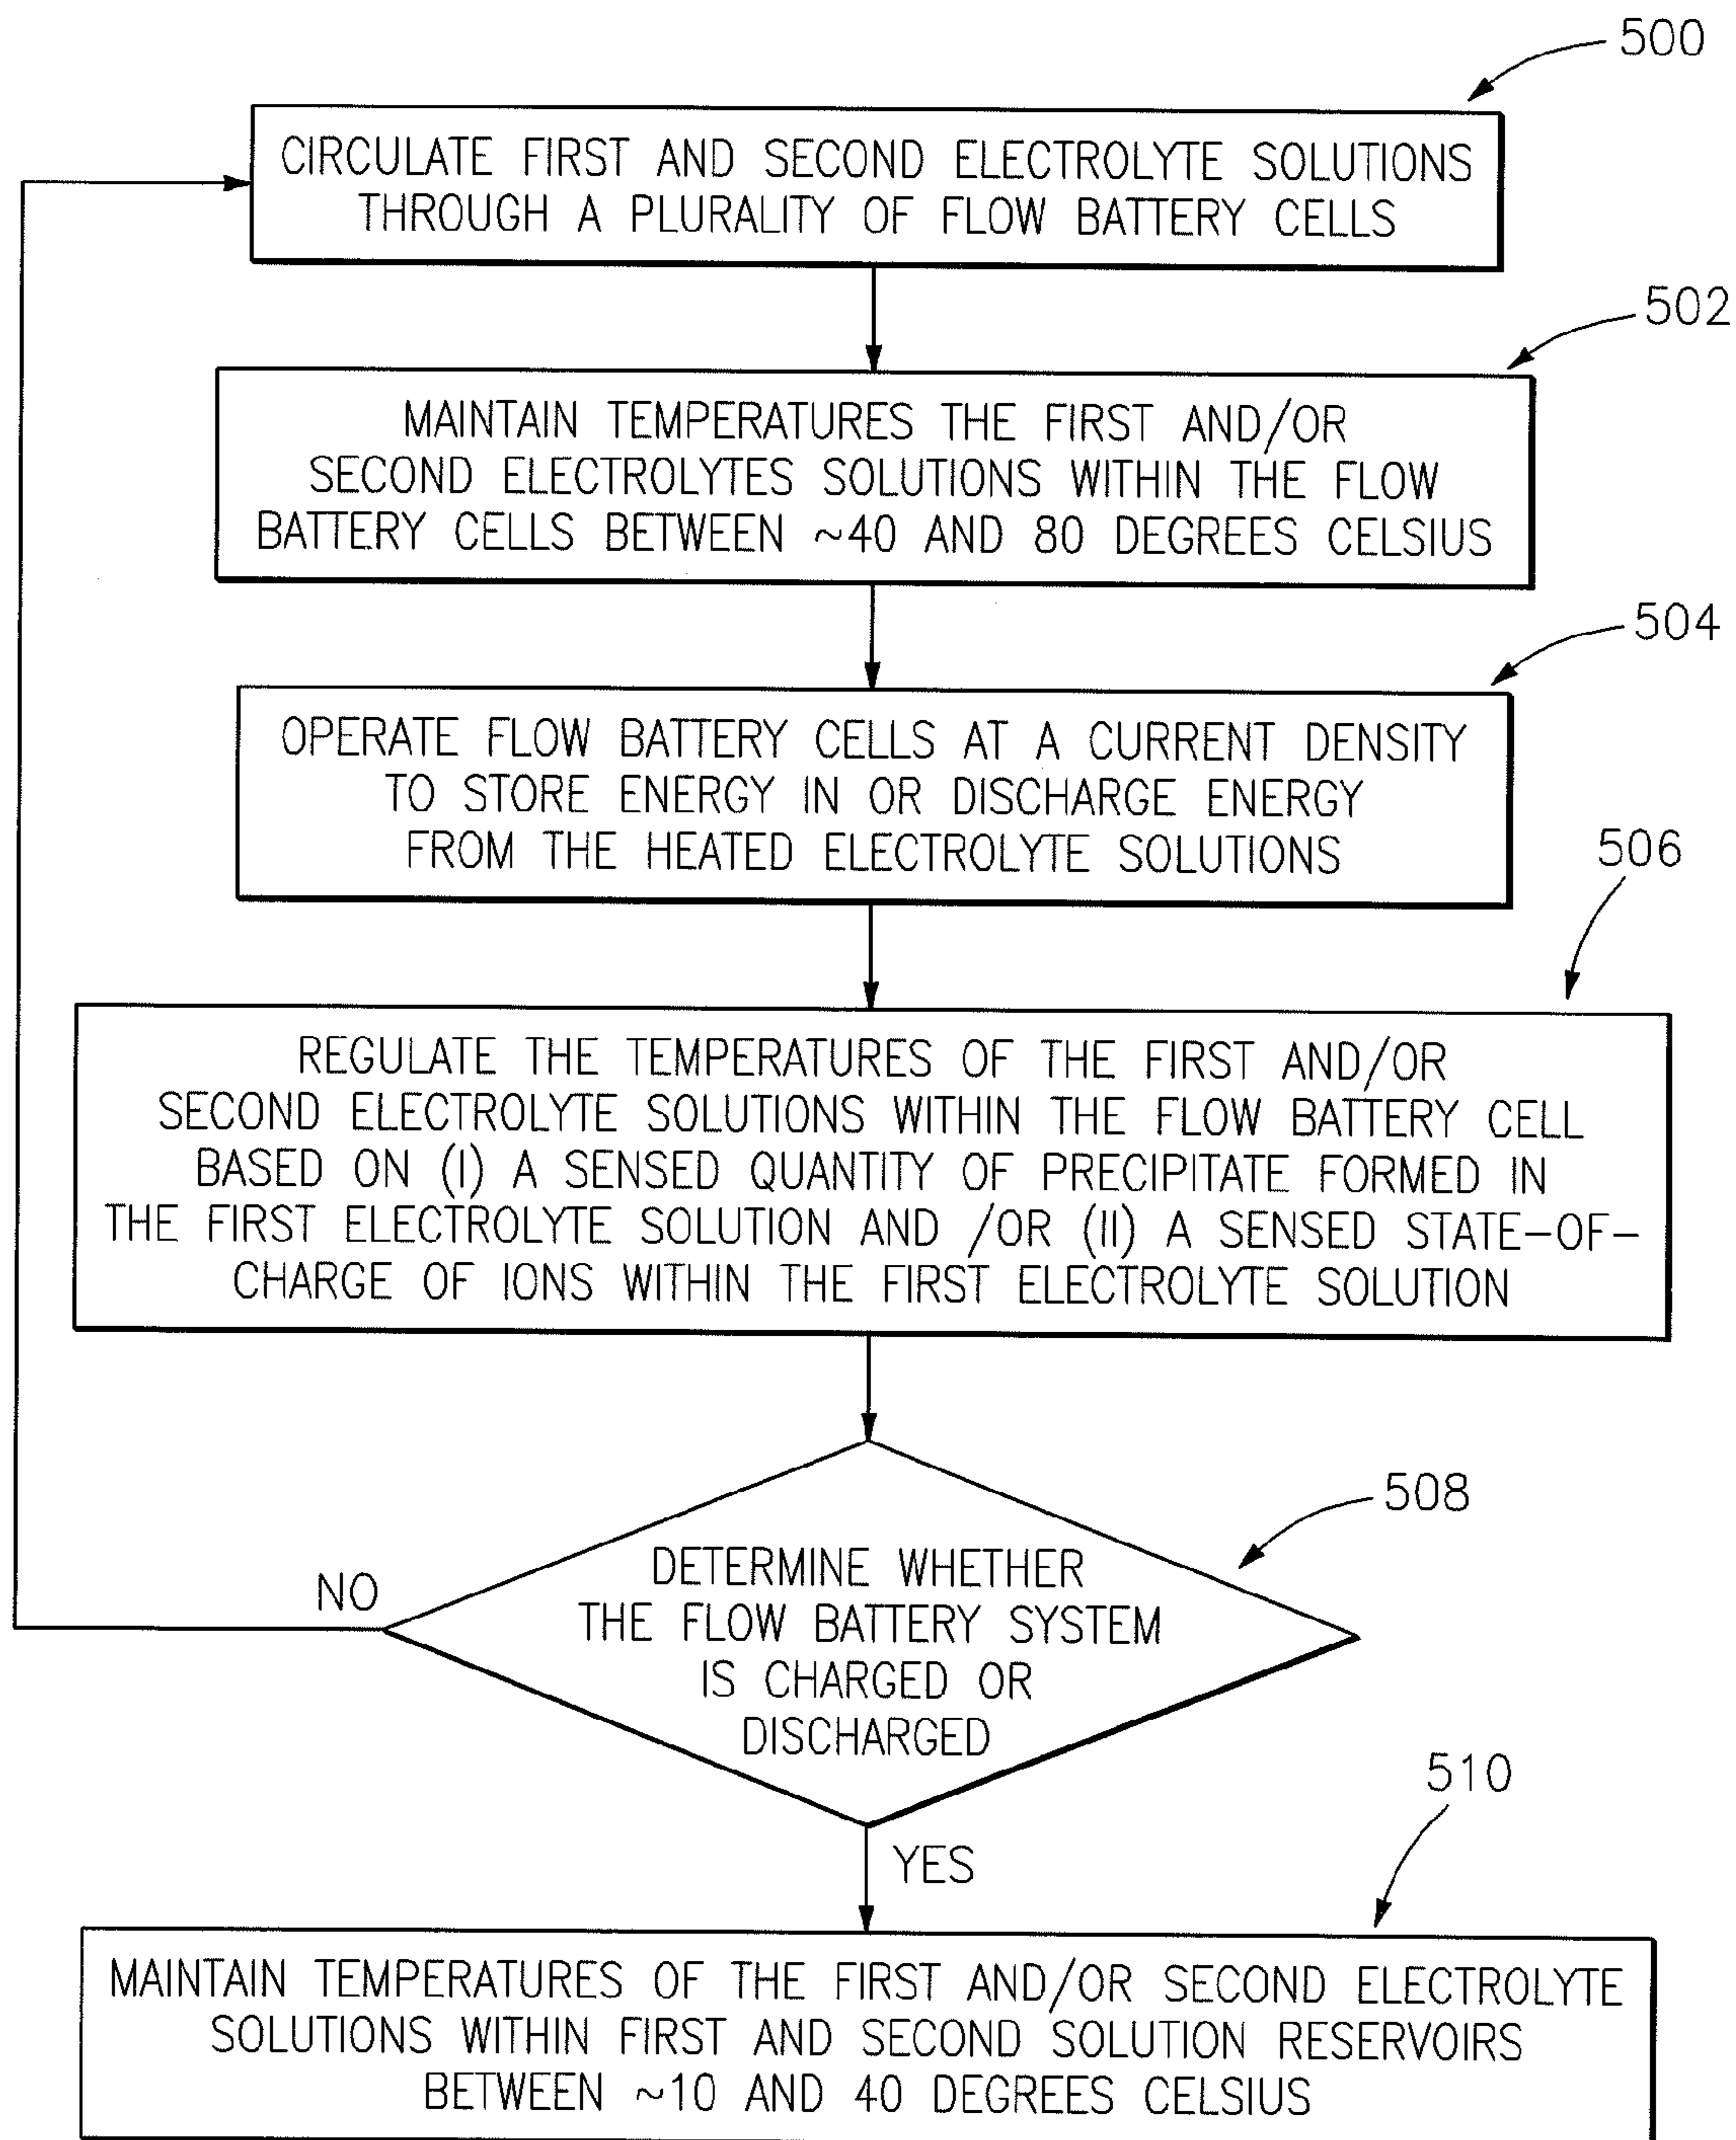 500
CIRCULATE FIRST AND SECOND ELECTROLYTE SOLUTIONS
THROUGH A PLURALITY OF FLOW BATTERY CELLS
502
MAINTAIN TEMPERATURES THE FIRST AND/OR
SECOND ELECTROLYTES SOLUTIONS WITHIN THE FLOW
BATTERY CELLS BETWEEN ~40 AND 80 DEGREES CELSIUS
504
OPERATE FLOW BATTERY CELLS AT A CURRENT DENSITY
TO STORE ENERGY IN OR DISCHARGE ENERGY
FROM THE HEATED ELECTROLYTE SOLUTIONS
506
REGULATE THE TEMPERATURES OF THE FIRST AND/OR
SECOND ELECTROLYTE SOLUTIONS WITHIN THE FLOW BATTERY CELL
BASED ON (I) A SENSED QUANTITY OF PRECIPITATE FORMED IN
THE FIRST ELECTROLYTE SOLUTION AND /OR (II) A SENSED STATE-OF-
CHARGE OF IONS WITHIN THE FIRST ELECTROLYTE SOLUTION
508
NO
DETERMINE WHETHER
THE FLOW BATTERY SYSTEM
IS CHARGED OR
DISCHARGED
YES
510
MAINTAIN TEMPERATURES OF THE FIRST AND/OR SECOND ELECTROLYTE
SOLUTIONS WITHIN FIRST AND SECOND SOLUTION RESERVOIRS
BETWEEN ~10 AND 40 DEGREES CELSIUS